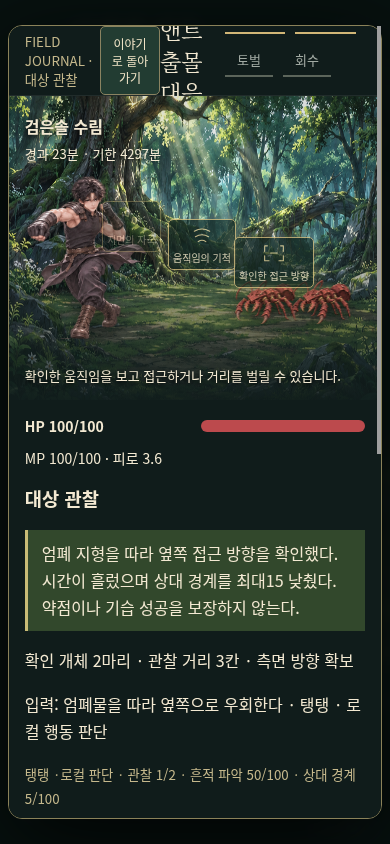 FIELD
JOURNAL ·
대상 관찰
이야기
로 돌아
가기
앤트
출몰
대응
토벌
회수
검은솔 수림
경과 23분 · 기한 4297분
움직임의 기척
확인한 접근 방향
확인한 움직임을 보고 접근하거나 거리를 벌릴 수 있습니다.
HP 100/100
MP 100/100 · 피로 3.6
대상 관찰
엄폐 지형을 따라 옆쪽 접근 방향을 확인했다.
시간이 흘렀으며 상대 경계를 최대15 낮췄다.
약점이나 기습 성공을 보장하지 않는다.
확인 개체 2마리 · 관찰 거리 3칸 · 측면 방향 확보
입력: 엄폐물을 따라 옆으로 우회한다 · 탱탱 · 로
컬 행동 판단
탱탱 ·로컬 판단 · 관찰 1/2 · 흔적 파악 50/100 · 상대 경계
5/100